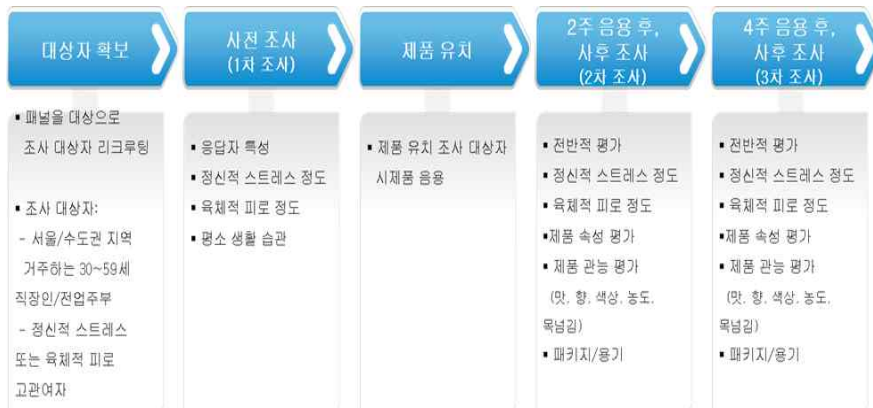 대상자 확보
패널을 대상으로
조사 대상자 리크루팅
조사 대상자:
- 서울/수도권 지역
거주하는 30~59세
직장인/전업주부
- 정신적 스트레스
또는 육체적 피로
고관여자
사전 조사
(1차 조사)
응답자 특성
정신적 스트레스 정도
육체적 피로 정도
평소 생활 습관
제품 유치
제품 유치 조사 대상자
시제품 음용
2주 음용 후,
사후 조사
(2차 조사)
전반적 평가
정신적 스트레스 정도
육체적 피로 정도
제품 속성 평가
제품 관능 평가
(맛, 향, 색상, 농도,
목넘김)
패키지/용기
4주 음용 후,
사후 조사
(3차 조사)
전반적 평가
정신적 스트레스 정도
육체적 피로 정도
제품 속성 평가
제품 관능 평가
(맛, 향, 색상, 농도,
목넘김)
패키지/용기